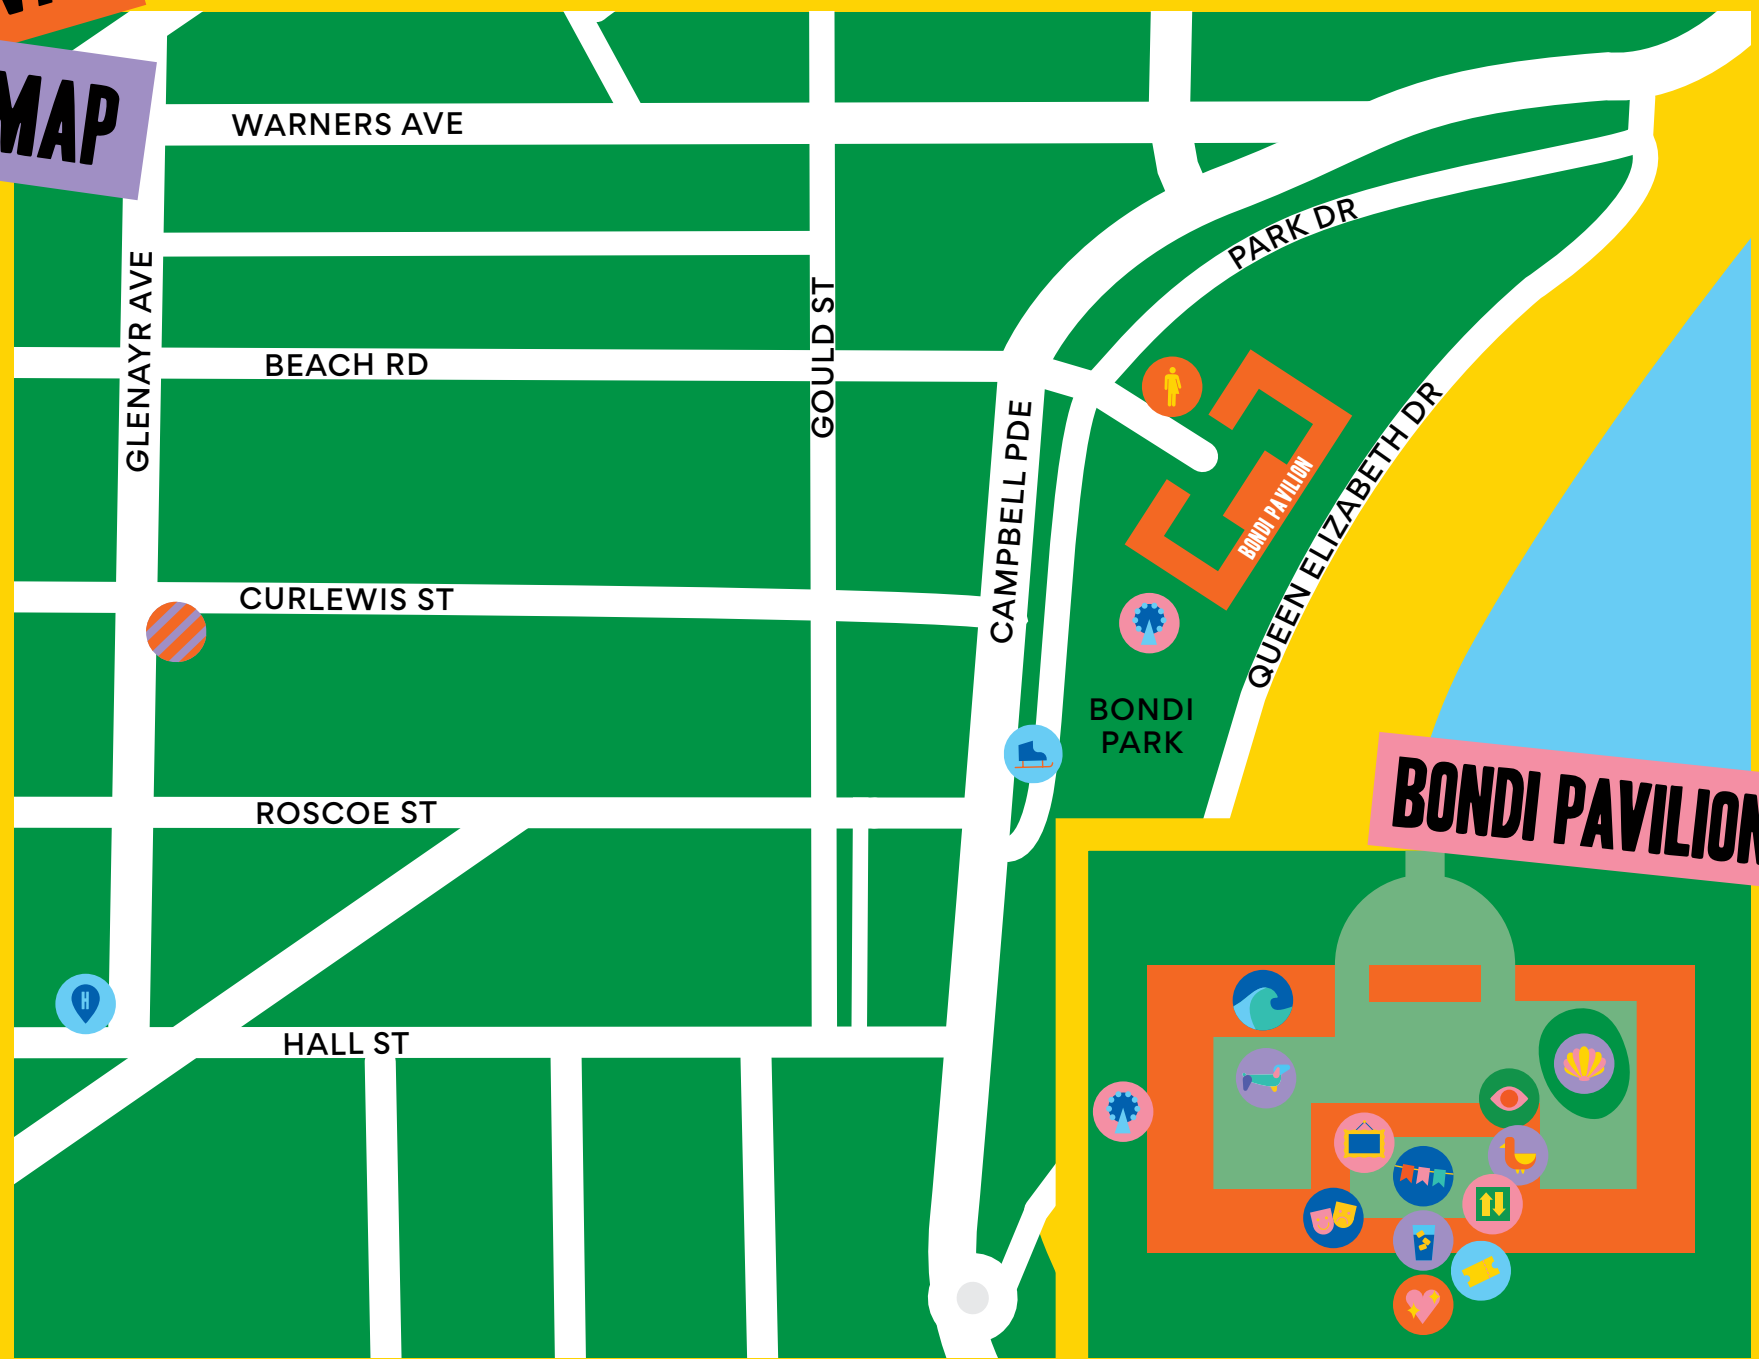 MAP
WARNERS AVE
PARK DR
GLENAYR AVE
GOULD ST
BEACH RD
CAMPBELL PDE
BONDI PAVILION
QUEEN ELIZABETH DR
CURLEWIS ST
BONDI
PARK
ROSCOE ST
BONDI PAVILION
H
HALL ST